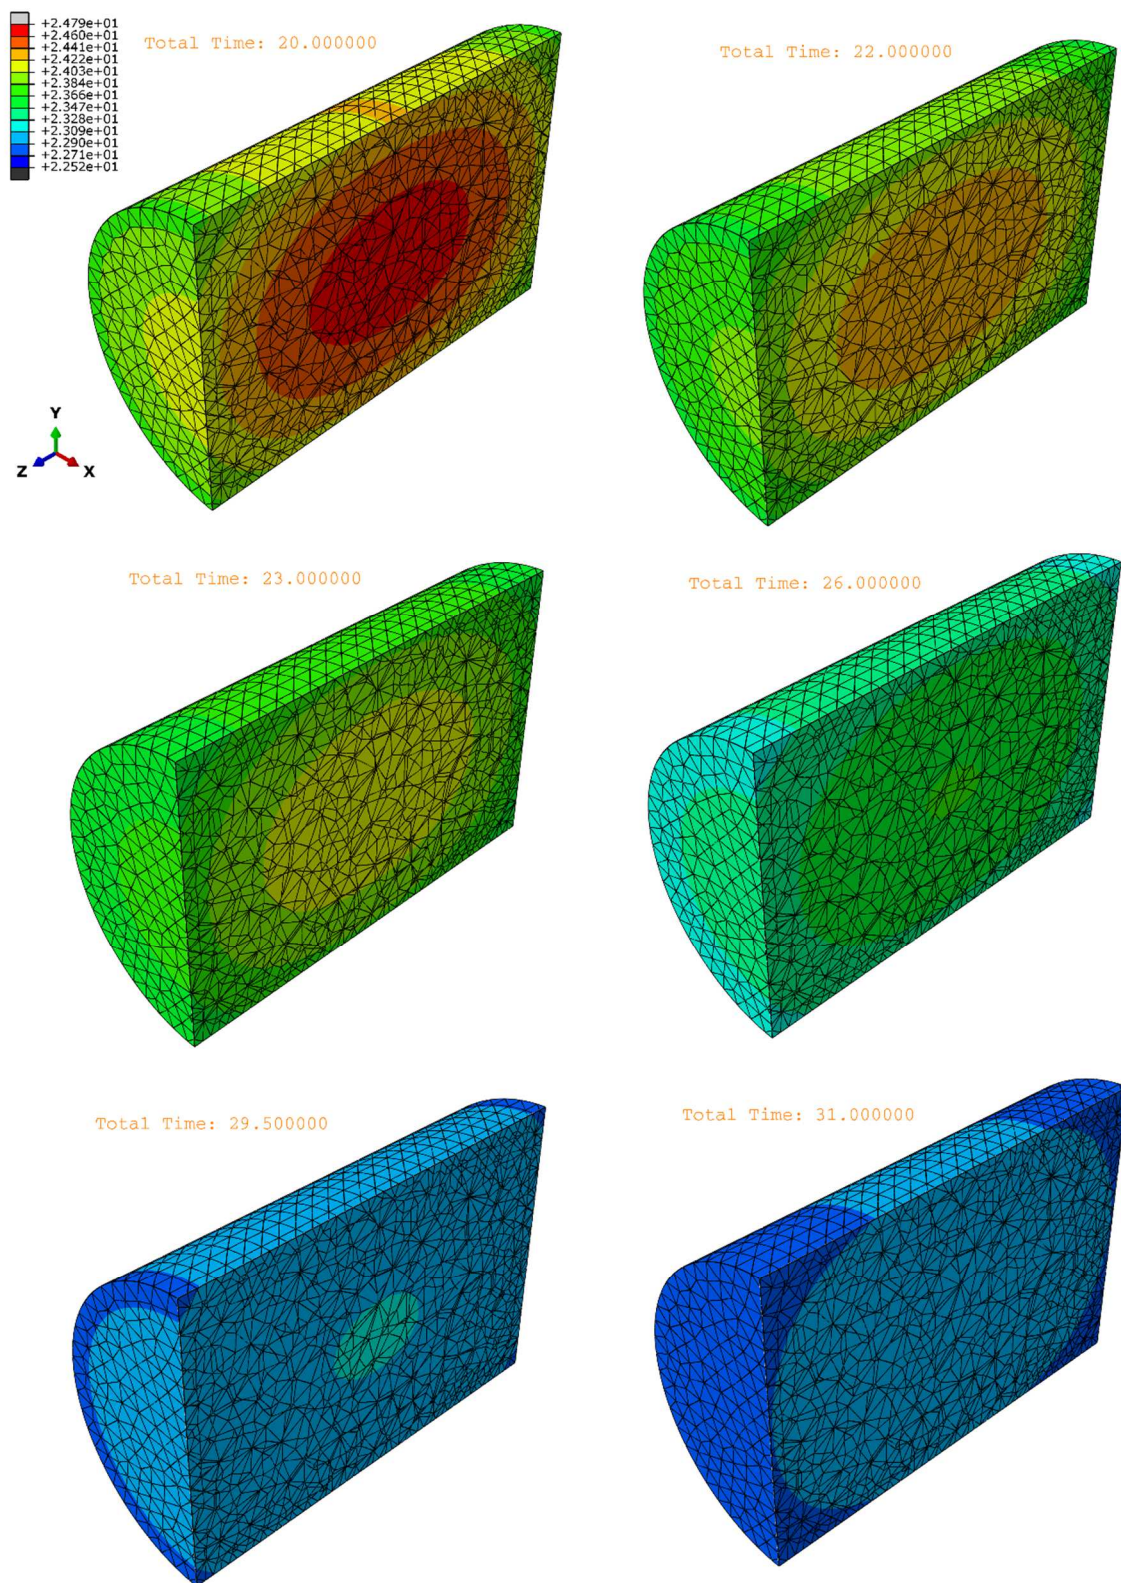 +2.479e+01
+2.460e+01
+2.441e+01
+2.422e+01
+2.403e+01
+2.384e+01
+2.366e+01
+2.347e+01
+2.328e+01
+2.309e+01
+2.290e+01
+2.271e+01
+2.252e+01
Total Time: 20.000000
Total Time: 22.000000
Y
Z
X
Total Time: 23.000000
Total Time: 26.000000
Total Time: 29.500000
Total Time: 31.000000